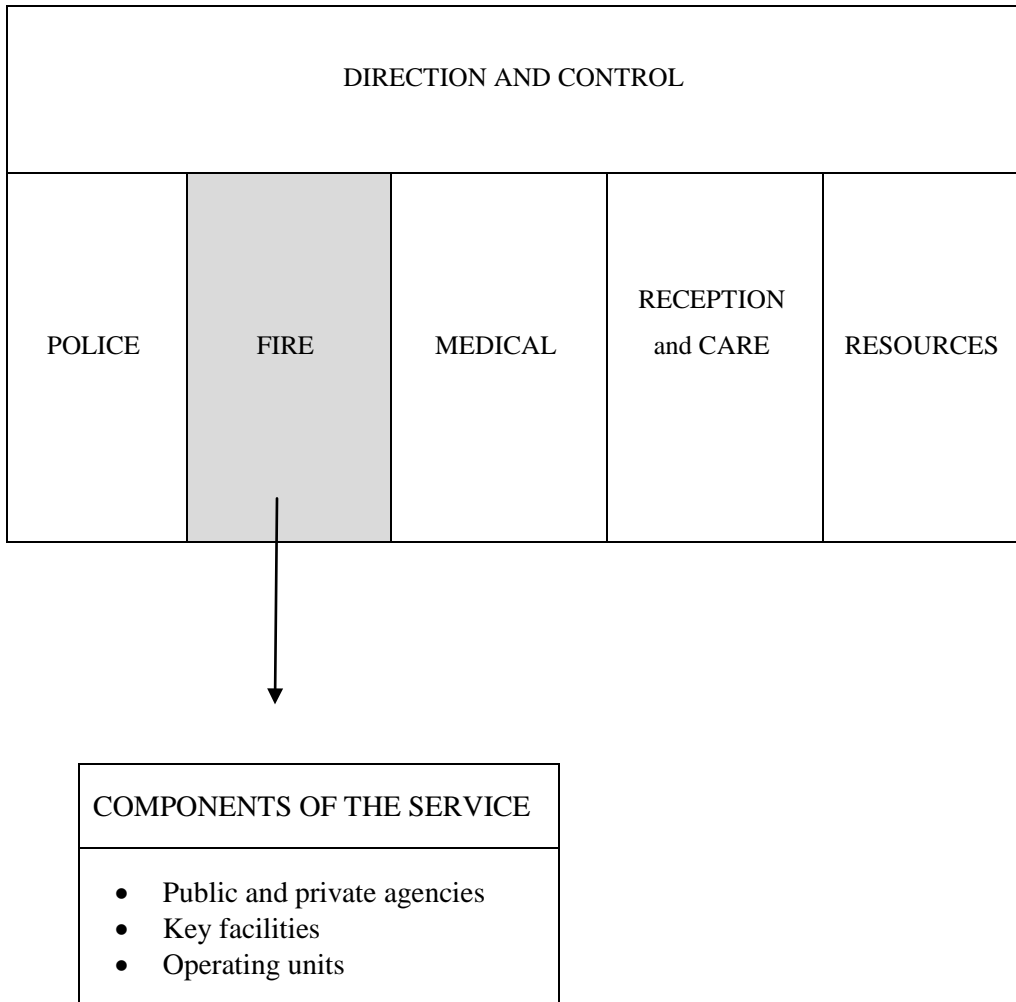 DIRECTION AND CONTROL
POLICE
FIRE
MEDICAL
RECEPTION
and CARE
RESOURCES
COMPONENTS OF THE SERVICE
• Public and private agencies
• Key facilities
• Operating units